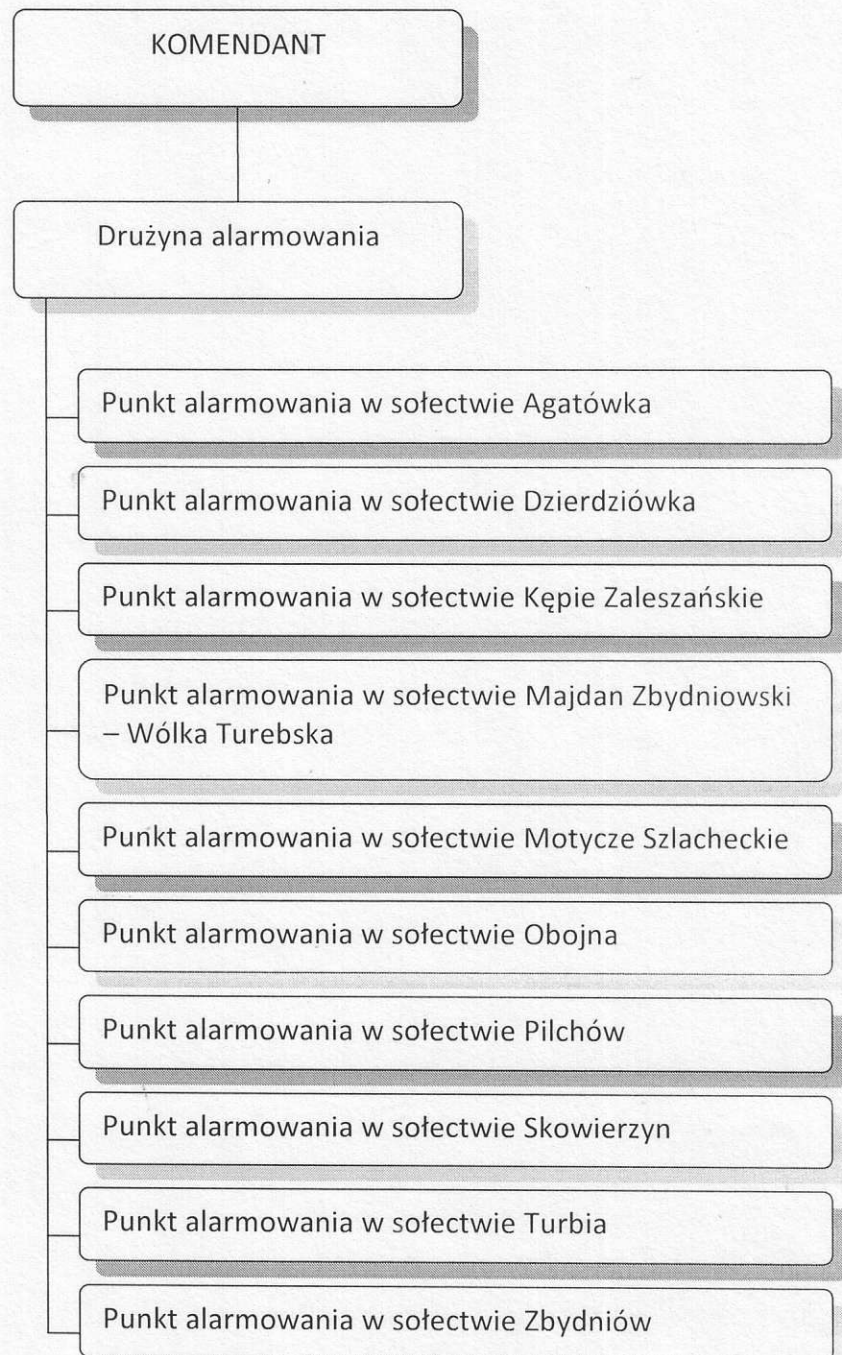 KOMENDANT
Drużyna alarmowania
Punkt alarmowania w sołectwie Agatówka
Punkt alarmowania w sołectwie Dzierdziówka
Punkt alarmowania w sołectwie Kępie Zaleszańskie
Punkt alarmowania w sołectwie Majdan Zbydniowski
– Wólka Turebska
Punkt alarmowania w sołectwie Motycze Szlacheckie
Punkt alarmowania w sołectwie Obojna
Punkt alarmowania w sołectwie Pilchów
Punkt alarmowania w sołectwie Skowierzyn
Punkt alarmowania w sołectwie Turbia
Punkt alarmowania w sołectwie Zbydniów